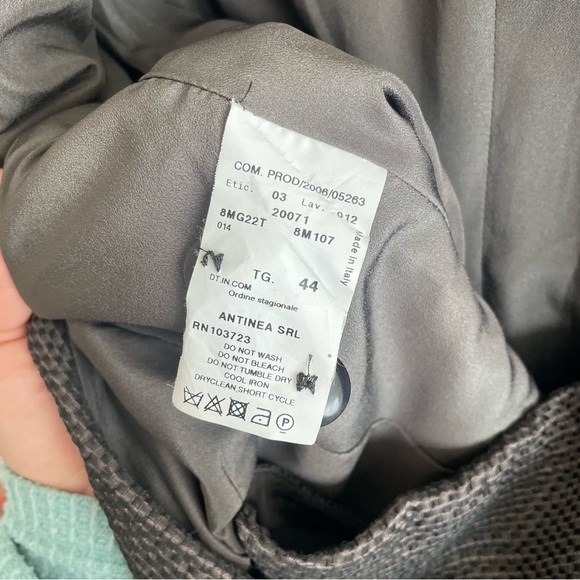 COM. PROD/2006/05263
Etic. 03 Lav. 912
20071
8MG22T 8M107
014
Made in Italy
TG. 44
DT.IN.COM
Ordine stagionale
ANTINEA SRL
RN103723
DO NOT WASH
DO NOT BLEACH
DO NOT TUMBLE DRY
COOL IRON
DRYCLEAN,SHORT CYCLE
P